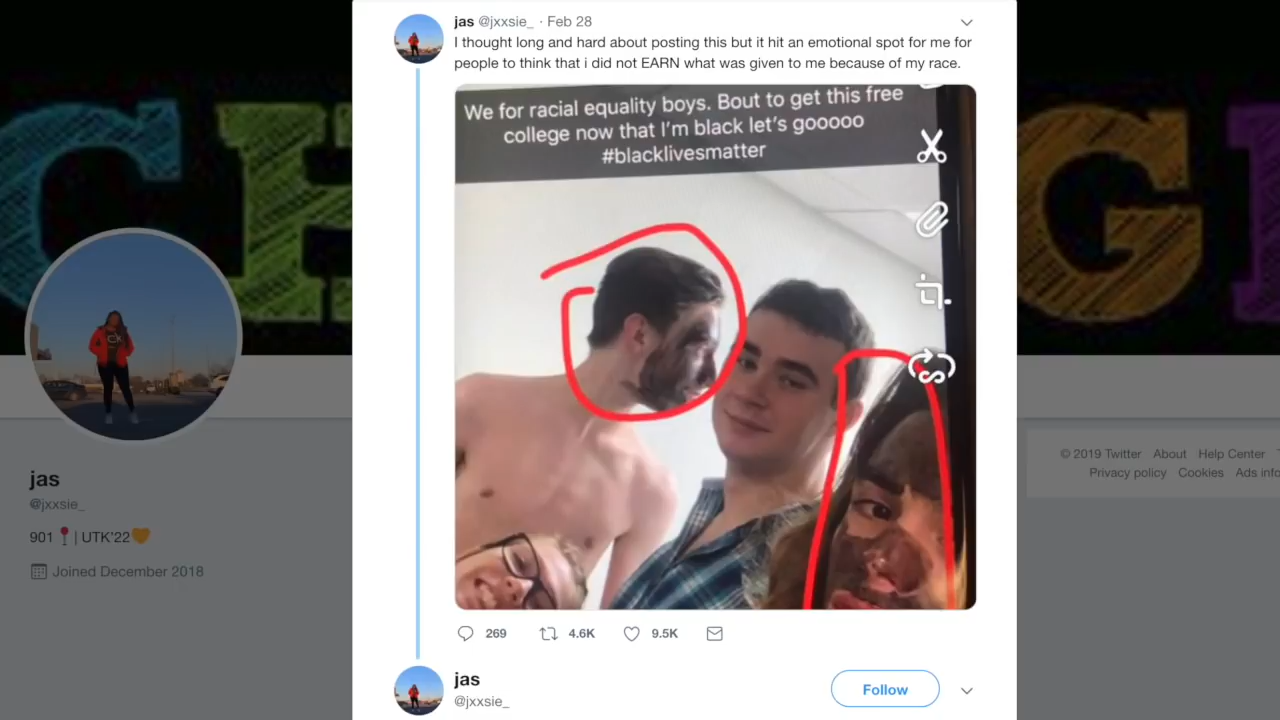 jas @jxxsie_ · Feb 28
I thought long and hard about posting this but it hit an emotional spot for me for
people to think that i did not EARN what was given to me because of my race.
We for racial equality boys. Bout to get this free
college now that I'm black let's gooooo
#blacklivesmatter
269 4.6K 9.5K
jas
@jxxsie_
Follow
CK
jas
@jxxsie_
901 📍| UTK'22🧡
Joined December 2018
© 2019 Twitter About Help Center
Privacy policy Cookies Ads info